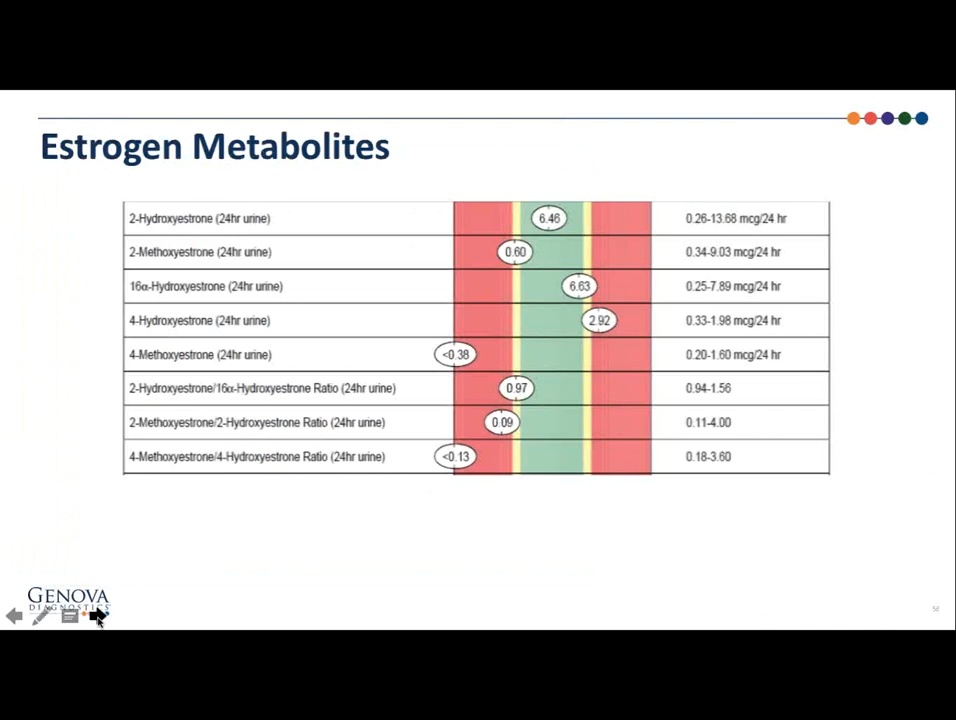 Estrogen Metabolites
2-Hydroxyestrone (24hr urine) 6.46 0.26-13.68 mcg/24 hr
2-Methoxyestrone (24hr urine) 0.60 0.34-9.03 mcg/24 hr
16α-Hydroxyestrone (24hr urine) 6.63 0.25-7.89 mcg/24 hr
4-Hydroxyestrone (24hr urine) 2.92 0.33-1.98 mcg/24 hr
4-Methoxyestrone (24hr urine) <0.38 0.20-1.60 mcg/24 hr
2-Hydroxyestrone/16α-Hydroxyestrone Ratio (24hr urine) 0.97 0.94-1.56
2-Methoxyestrone/2-Hydroxyestrone Ratio (24hr urine) 0.09 0.11-4.00
4-Methoxyestrone/4-Hydroxyestrone Ratio (24hr urine) <0.13 0.18-3.60
GENOVA
DIAGNOSTICS